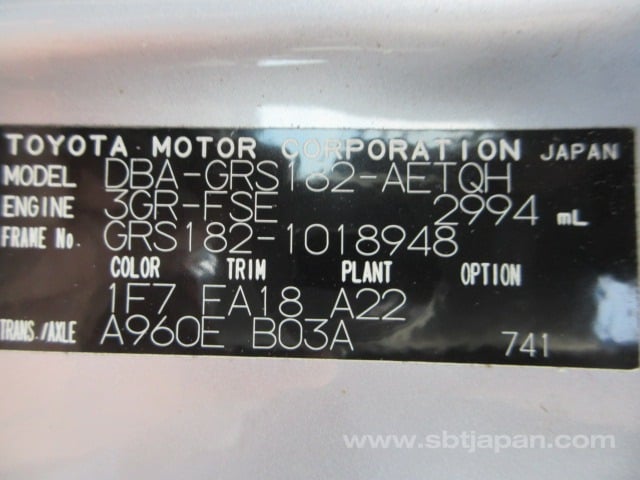 TOYOTA MOTOR CORPORATION JAPAN
MODEL DBA-GRS182-AETQH
ENGINE 3GR-FSE 2994 mL
FRAME No. GRS182-1018948
COLOR TRIM PLANT OPTION
1F7 FA18 A22
TRANS./AXLE A960E B03A 741
www.sbtjapan.com